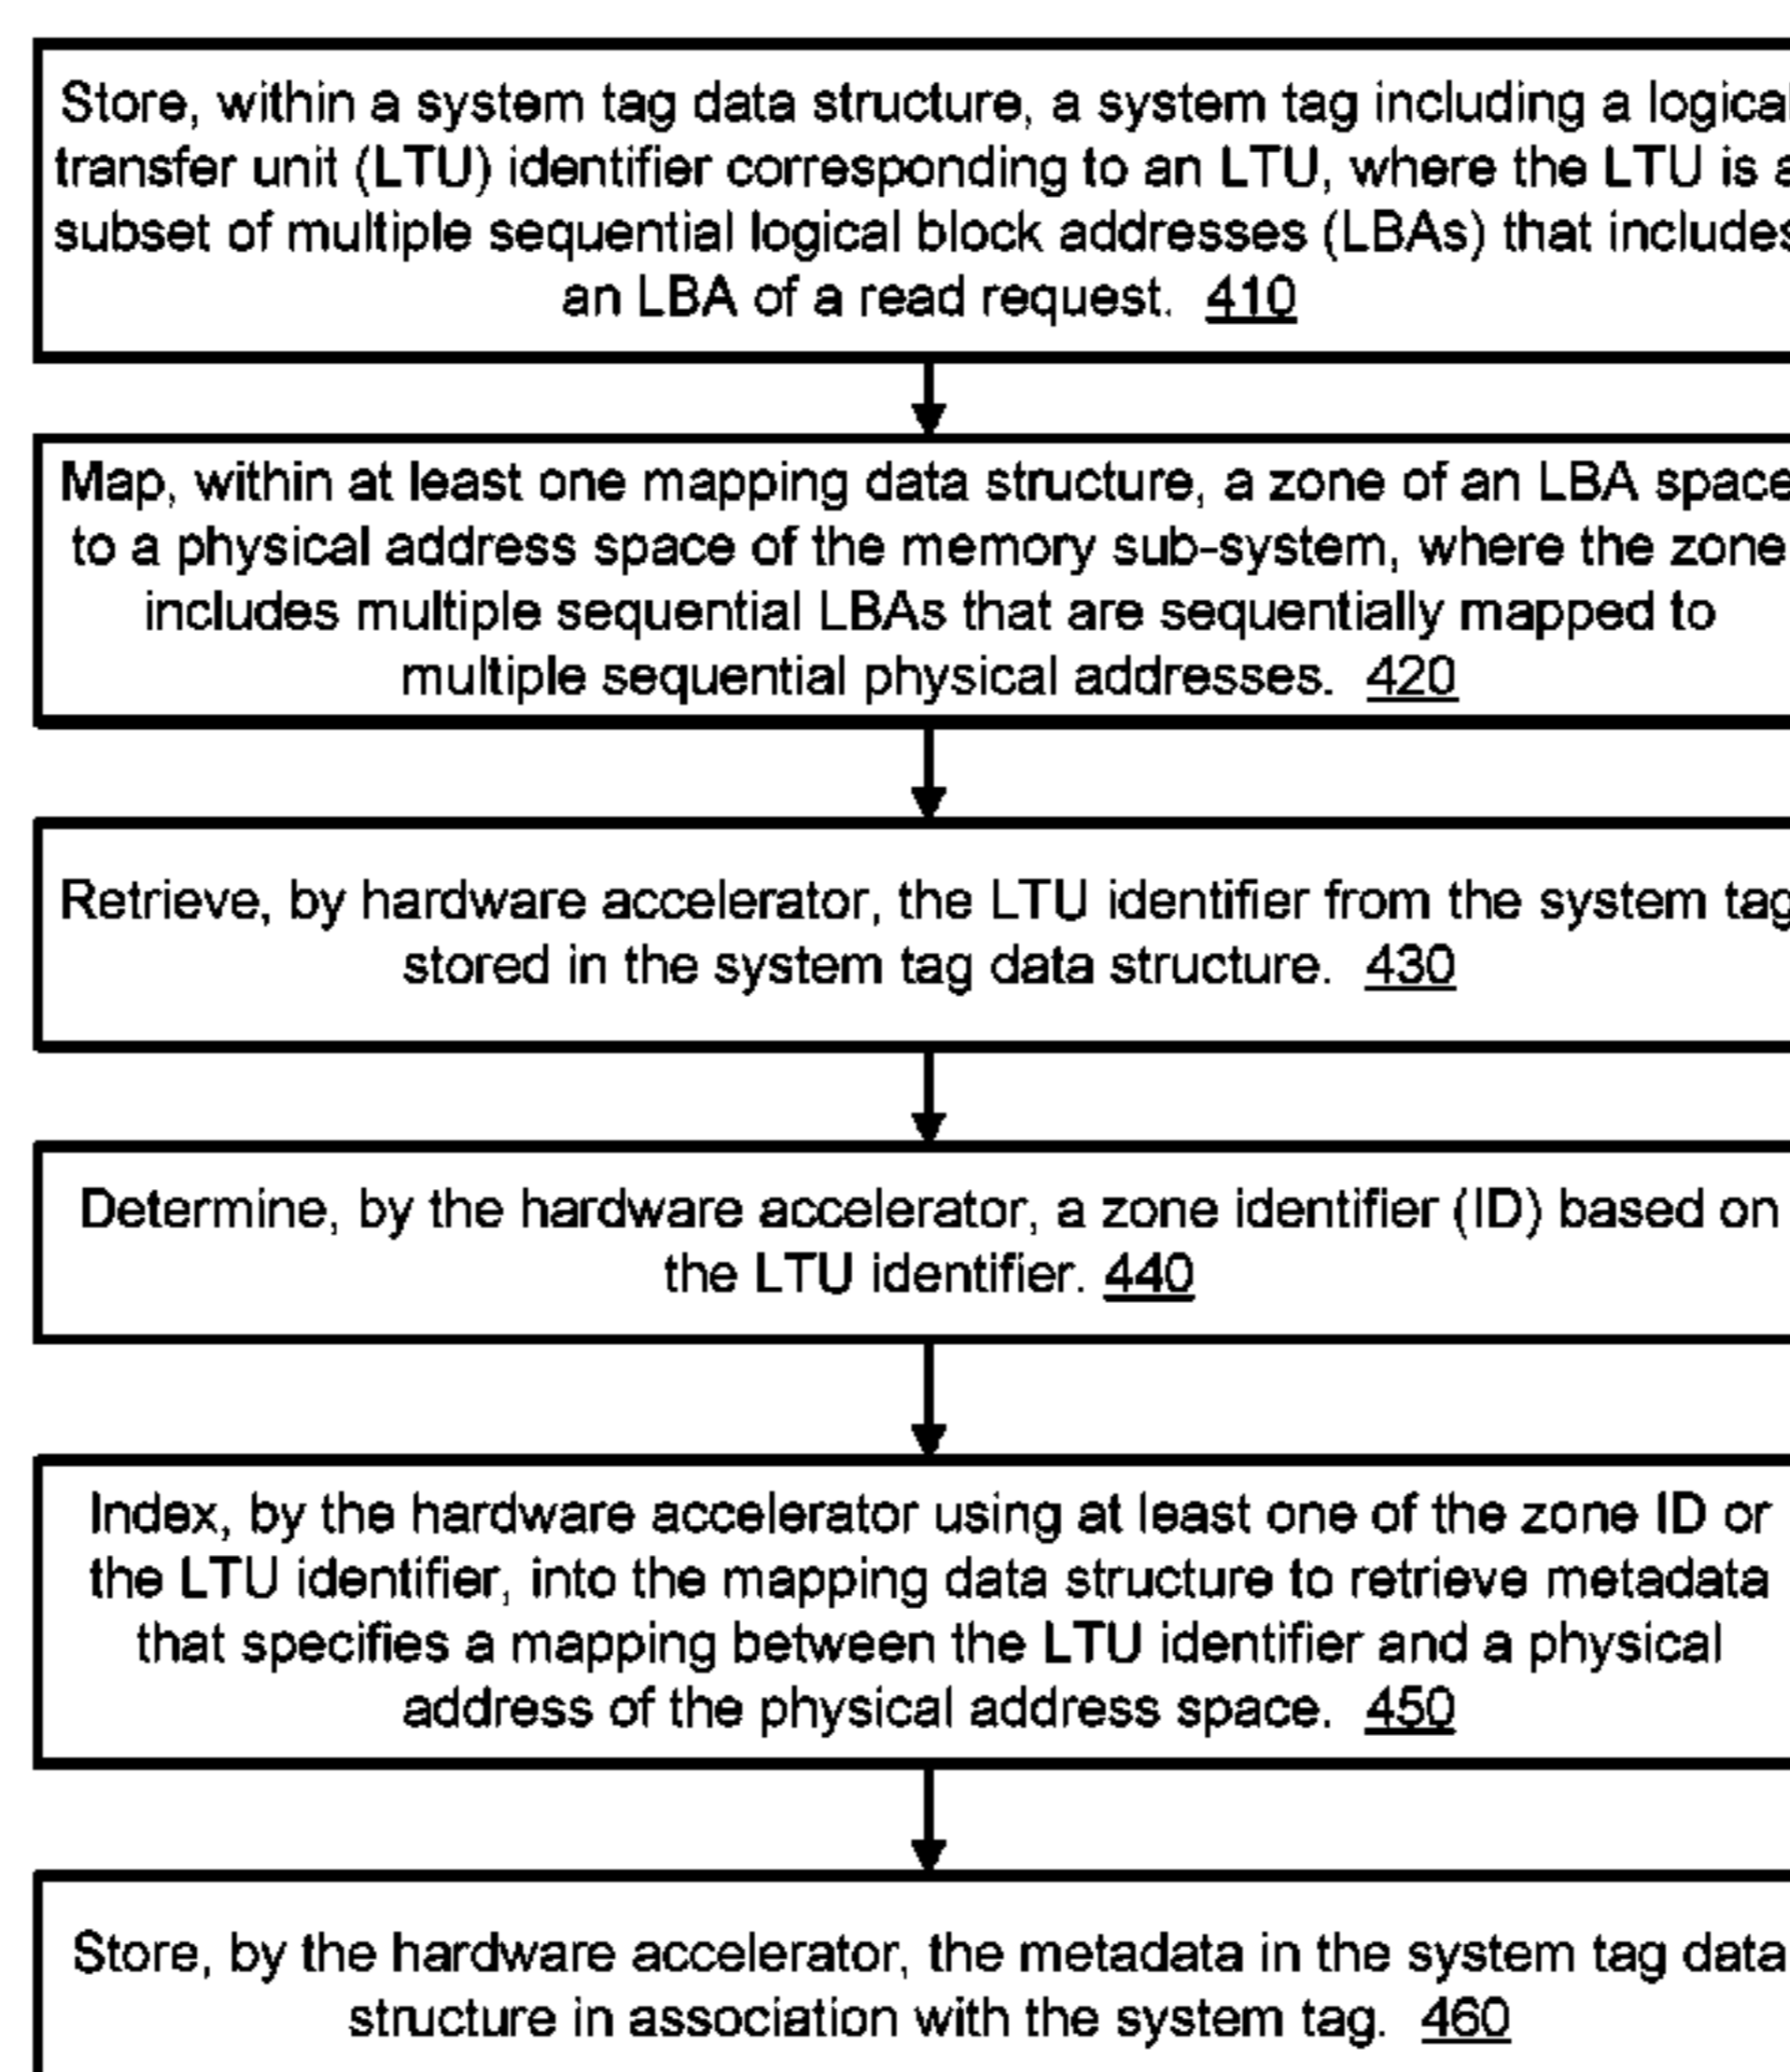 Store, within a system tag data structure, a system tag including a logical
transfer unit (LTU) identifier corresponding to an LTU, where the LTU is a
subset of multiple sequential logical block addresses (LBAs) that includes
an LBA of a read request. 410
Map, within at least one mapping data structure, a zone of an LBA space
to a physical address space of the memory sub-system, where the zone
includes multiple sequential LBAs that are sequentially mapped to
multiple sequential physical addresses. 420
Retrieve, by hardware accelerator, the LTU identifier from the system tag
stored in the system tag data structure. 430
Determine, by the hardware accelerator, a zone identifier (ID) based on
the LTU identifier. 440
Index, by the hardware accelerator using at least one of the zone ID or
the LTU identifier, into the mapping data structure to retrieve metadata
that specifies a mapping between the LTU identifier and a physical
address of the physical address space. 450
Store, by the hardware accelerator, the metadata in the system tag data
structure in association with the system tag. 460